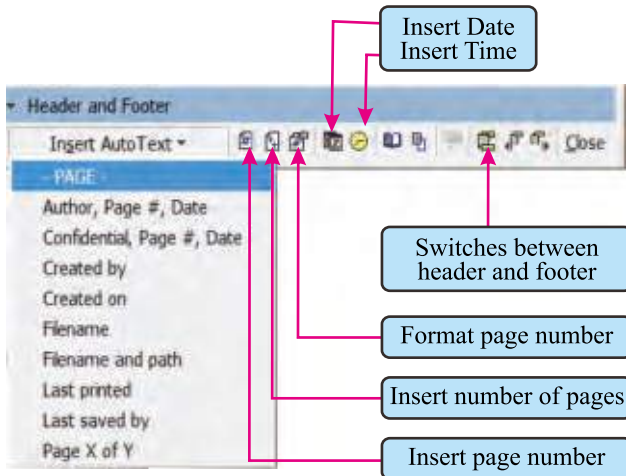 Insert Date
Insert Time
Header and Footer
Insert AutoText
Close
- PAGE -
Author, Page #, Date
Confidential, Page #, Date
Created by
Created on
Filename
Filename and path
Last printed
Last saved by
Page X of Y
Switches between
header and footer
Format page number
Insert number of pages
Insert page number